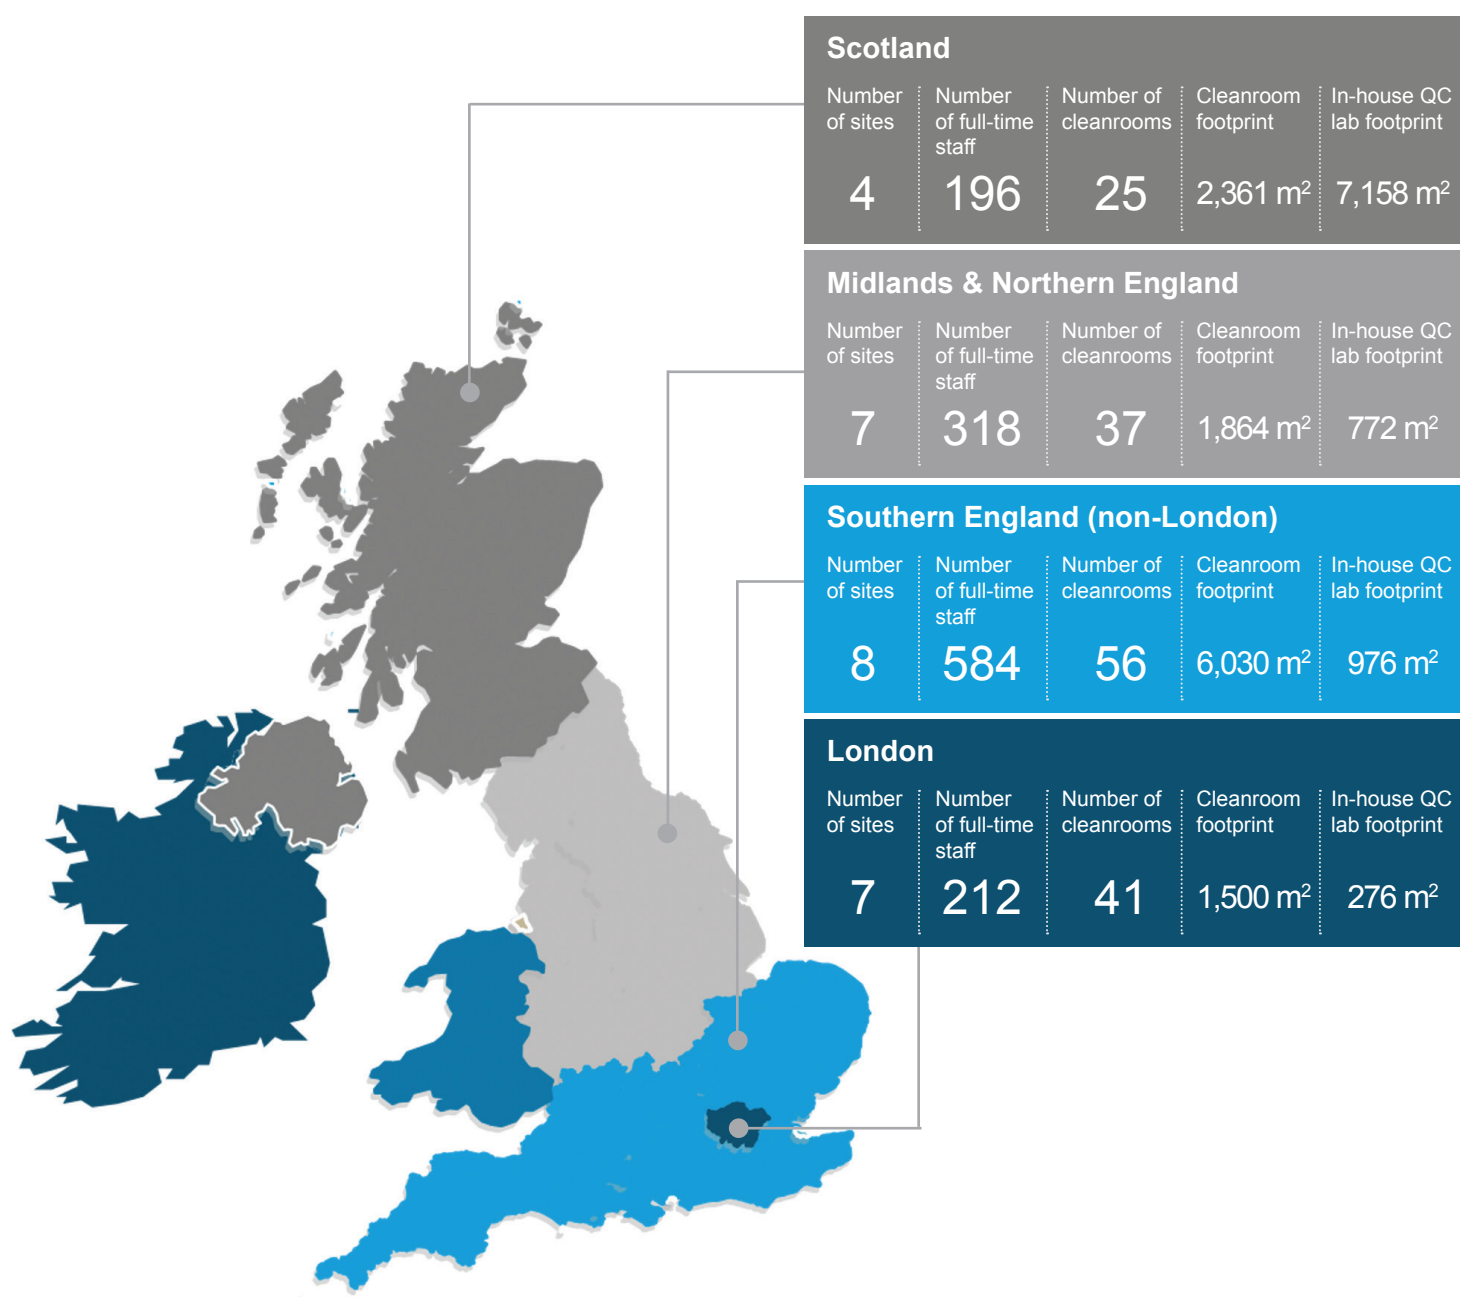 Scotland
Number of sites
Number of full-time staff
Number of cleanrooms
Cleanroom footprint
In-house QC lab footprint
4
196
25
2,361 m²
7,158 m²
Midlands & Northern England
Number of sites
Number of full-time staff
Number of cleanrooms
Cleanroom footprint
In-house QC lab footprint
7
318
37
1,864 m²
772 m²
Southern England (non-London)
Number of sites
Number of full-time staff
Number of cleanrooms
Cleanroom footprint
In-house QC lab footprint
8
584
56
6,030 m²
976 m²
London
Number of sites
Number of full-time staff
Number of cleanrooms
Cleanroom footprint
In-house QC lab footprint
7
212
41
1,500 m²
276 m²